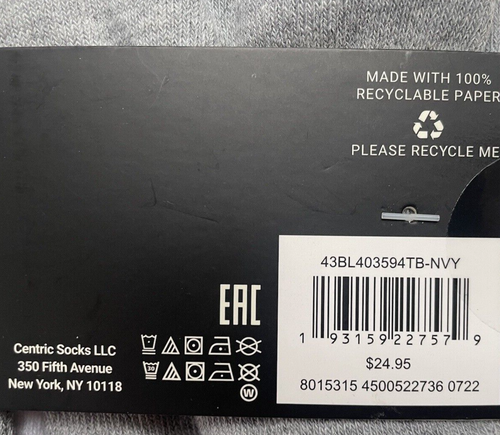 MADE WITH 100%
RECYCLABLE PAPER
PLEASE RECYCLE ME
43BL403594TB-NVY
1 93159 22757 9
$24.95
8015315 4500522736 0722
EAC
Centric Socks LLC
350 Fifth Avenue
New York, NY 10118
30
W